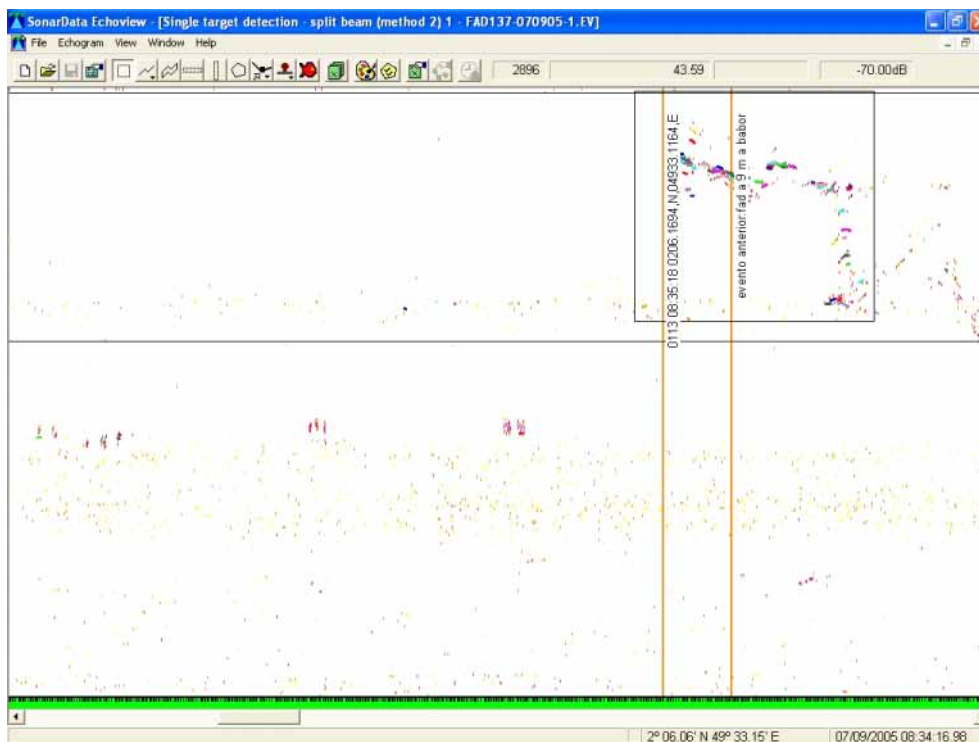 SonarData Echoview - [Single target detection - split beam (method 2) 1 - FAD137-070905-1.EV]
File Echogram View Window Help
2896 43.59 -70.00dB
0113 08:35:18 0206.1694,N,04933.1164,E
evento anterior:fad a 9 m a babor
2º 06.06' N 49º 33.15' E 07/09/2005 08:34:16.98